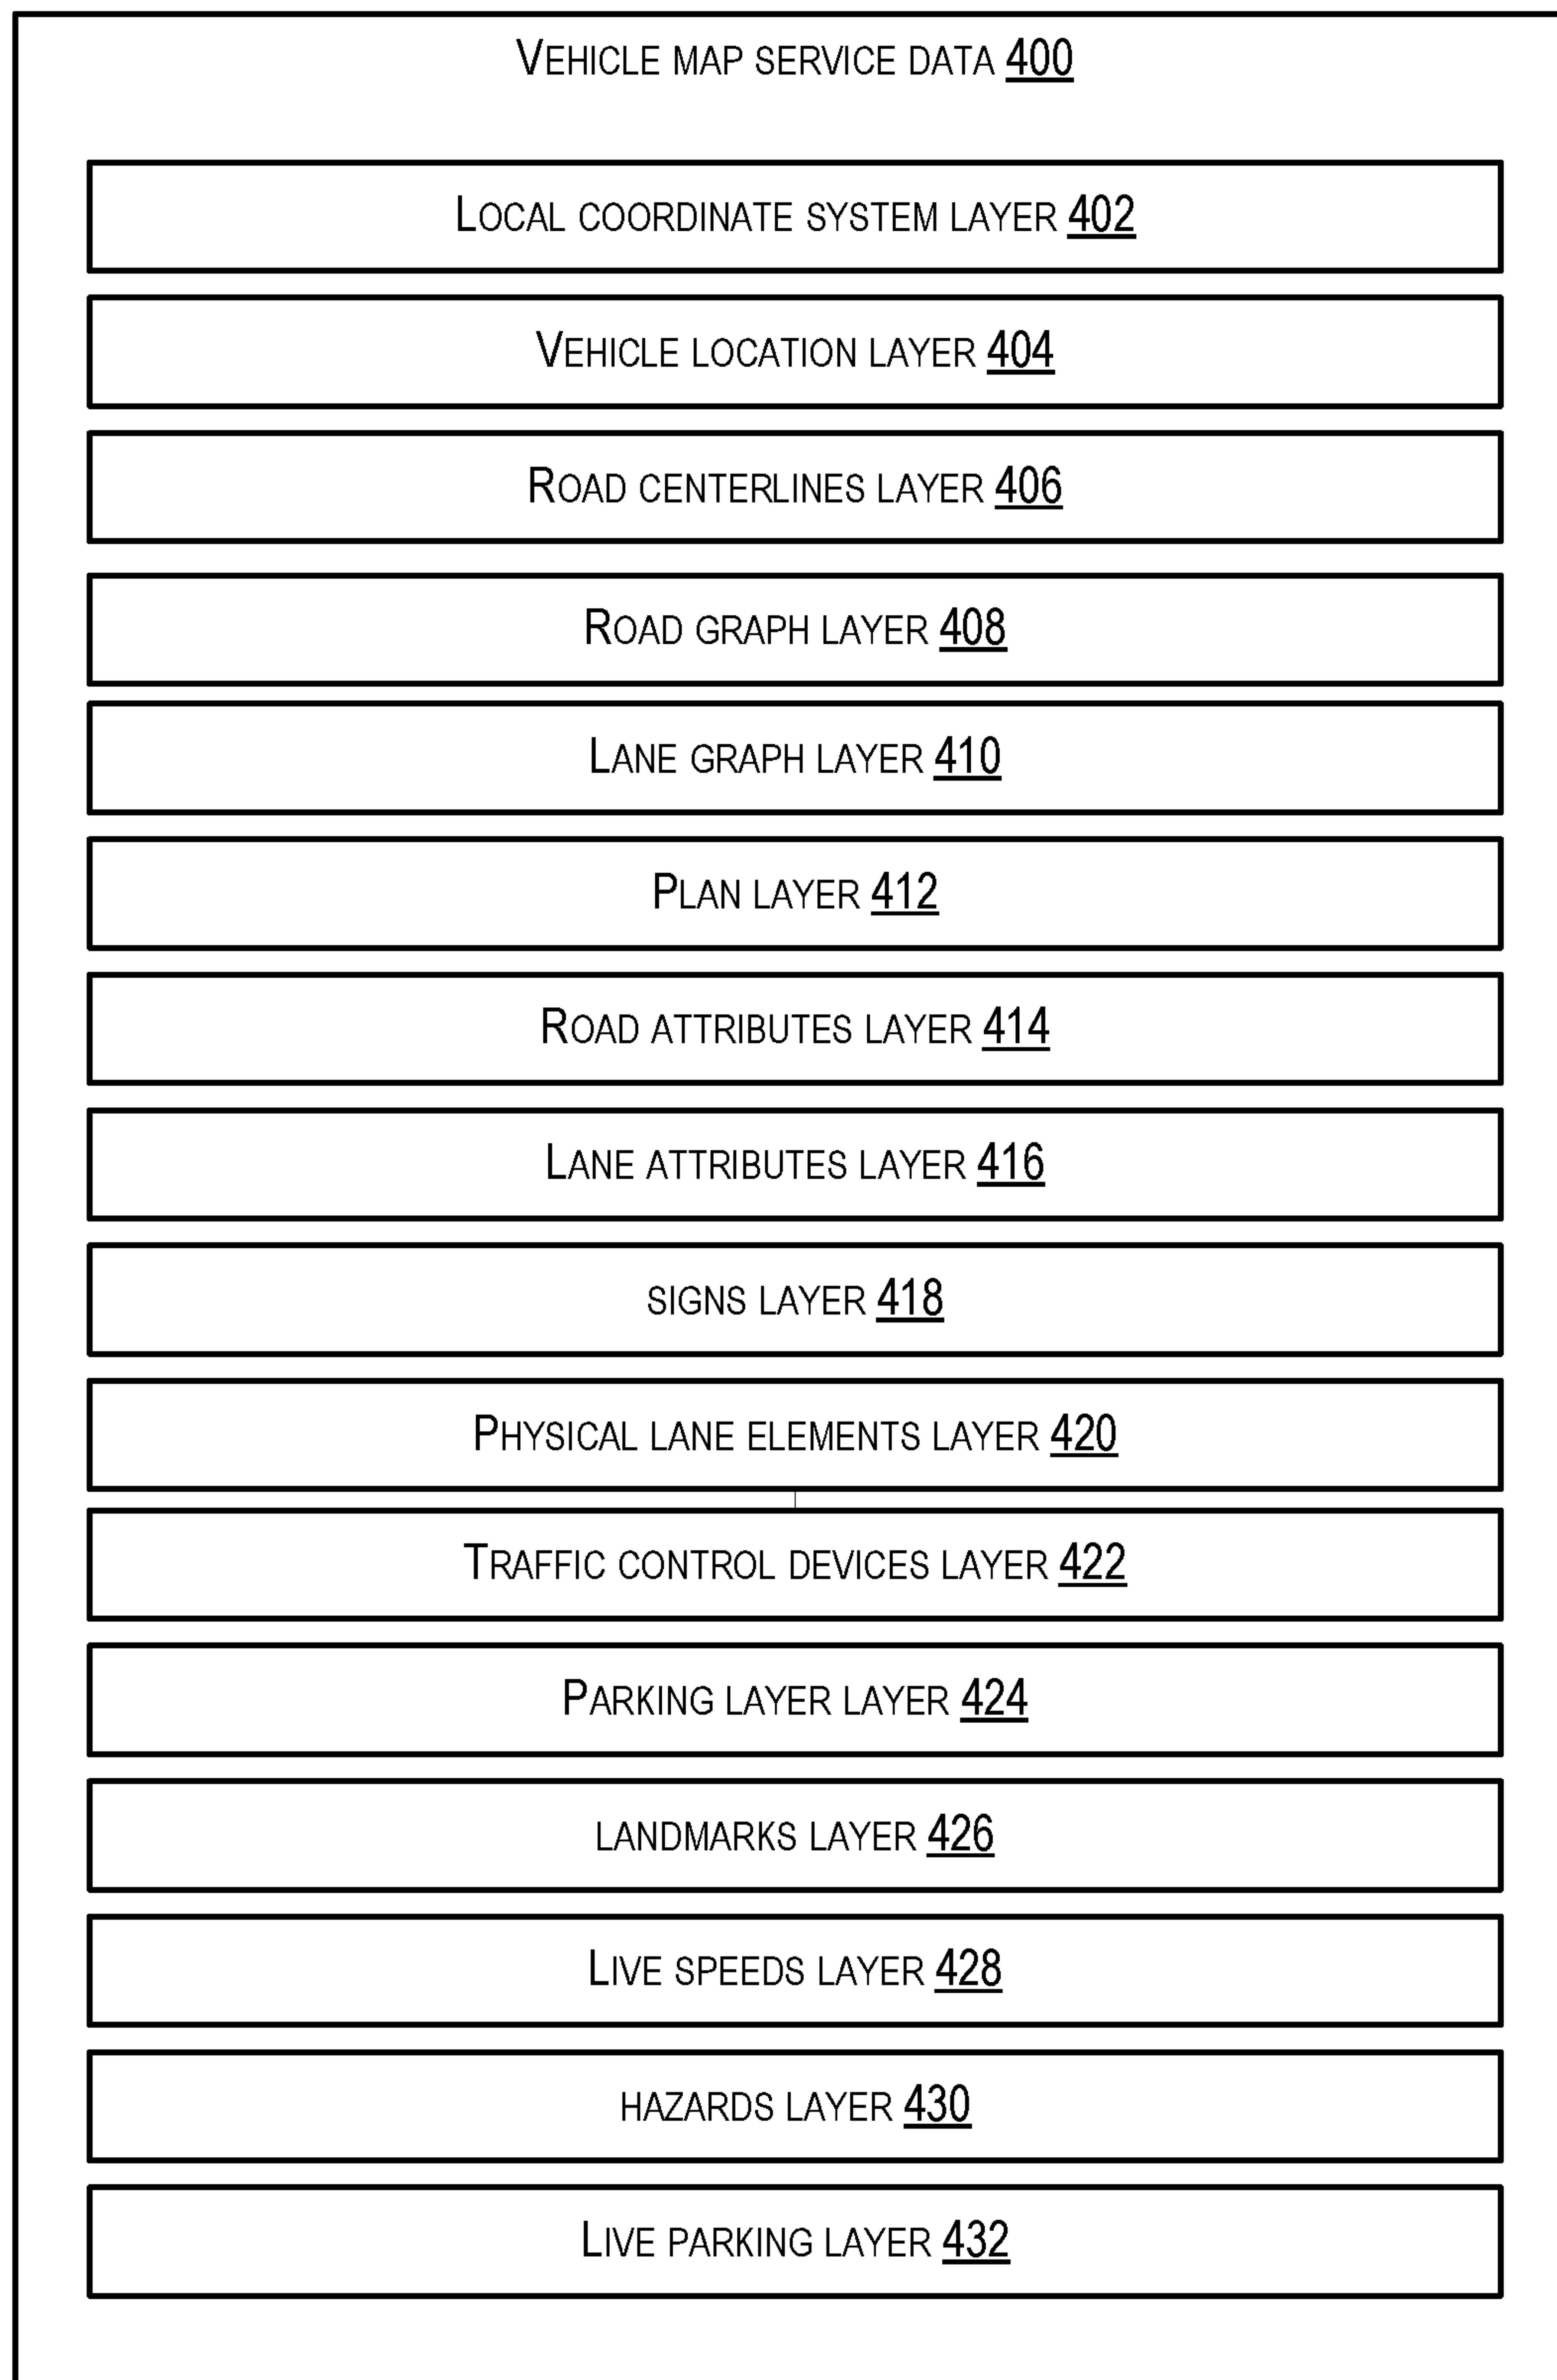 Vehicle map service data 400
Local coordinate system layer 402
Vehicle location layer 404
Road centerlines layer 406
Road graph layer 408
Lane graph layer 410
Plan layer 412
Road attributes layer 414
Lane attributes layer 416
signs layer 418
Physical lane elements layer 420
Traffic control devices layer 422
Parking layer layer 424
landmarks layer 426
Live speeds layer 428
hazards layer 430
Live parking layer 432